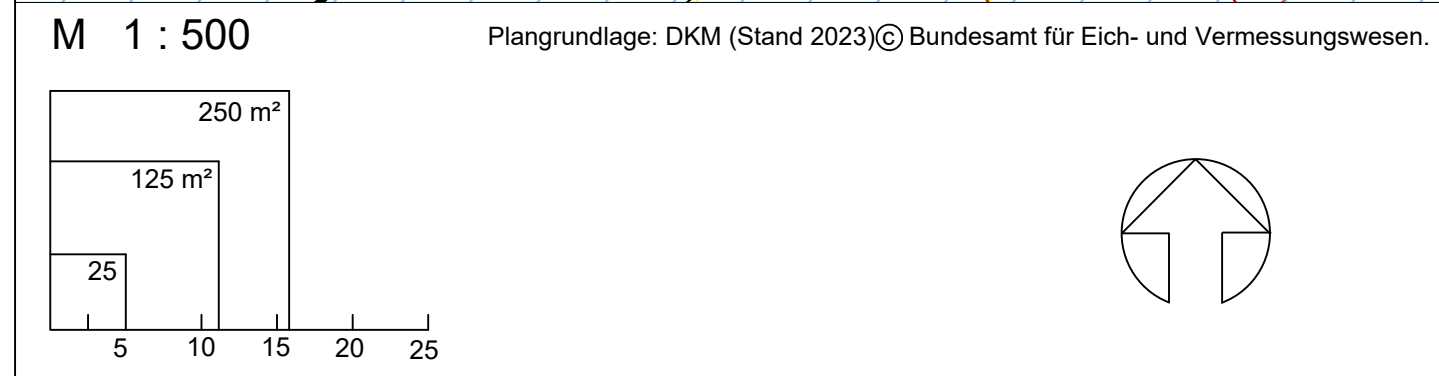 M 1 : 500
Plangrundlage: DKM (Stand 2023)© Bundesamt für Eich- und Vermessungswesen.
250 m²
125 m²
25
5 10 15 20 25